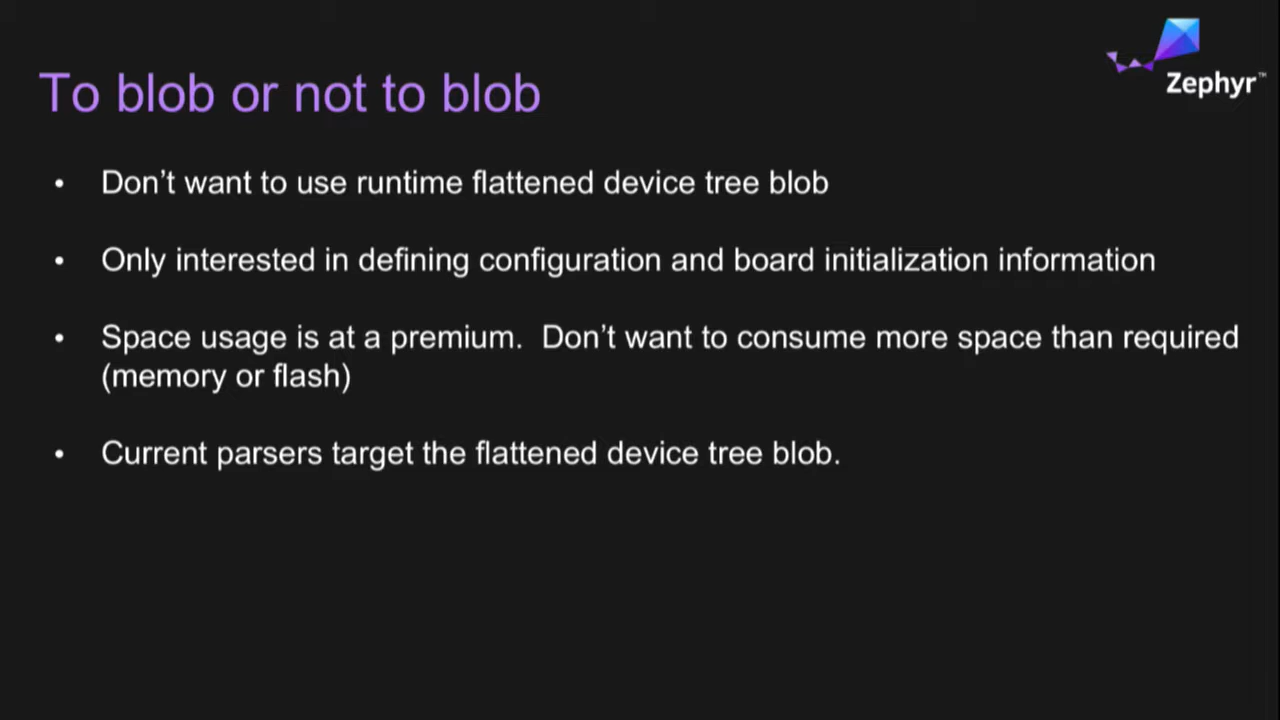 To blob or not to blob
Zephyr™
• Don't want to use runtime flattened device tree blob
• Only interested in defining configuration and board initialization information
• Space usage is at a premium.  Don't want to consume more space than required
(memory or flash)
• Current parsers target the flattened device tree blob.